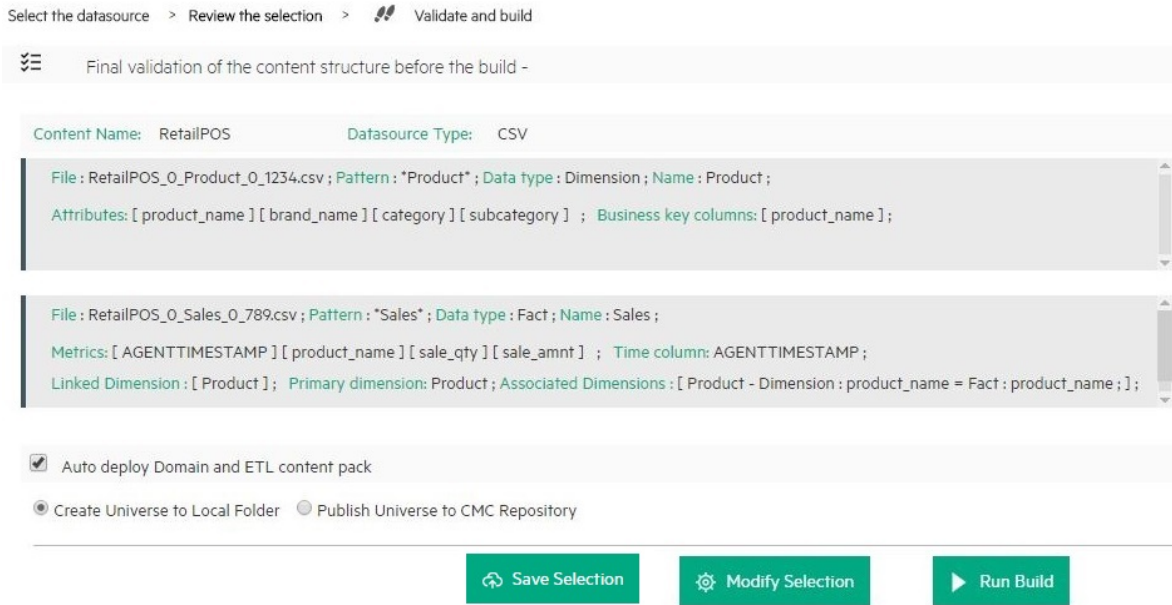 Select the datasource > Review the selection > Validate and build
Final validation of the content structure before the build -
Content Name: RetailPOS Datasource Type: CSV
File : RetailPOS_0_Product_0_1234.csv ; Pattern : *Product* ; Data type : Dimension ; Name : Product ;
Attributes: [ product_name ] [ brand_name ] [ category ] [ subcategory ] ; Business key columns: [ product_name ] ;
File : RetailPOS_0_Sales_0_789.csv ; Pattern : *Sales* ; Data type : Fact ; Name : Sales ;
Metrics: [ AGENTTIMESTAMP ] [ product_name ] [ sale_qty ] [ sale_amnt ] ; Time column: AGENTTIMESTAMP ;
Linked Dimension : [ Product ] ; Primary dimension: Product ; Associated Dimensions : [ Product - Dimension : product_name = Fact : product_name ; ] ;
Auto deploy Domain and ETL content pack
Create Universe to Local Folder Publish Universe to CMC Repository
Save Selection Modify Selection Run Build